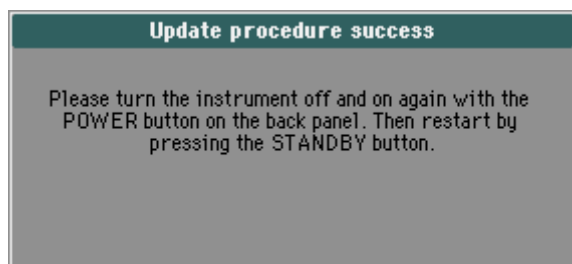 Update procedure success
Please turn the instrument off and on again with the
POWER button on the back panel. Then restart by
pressing the STANDBY button.